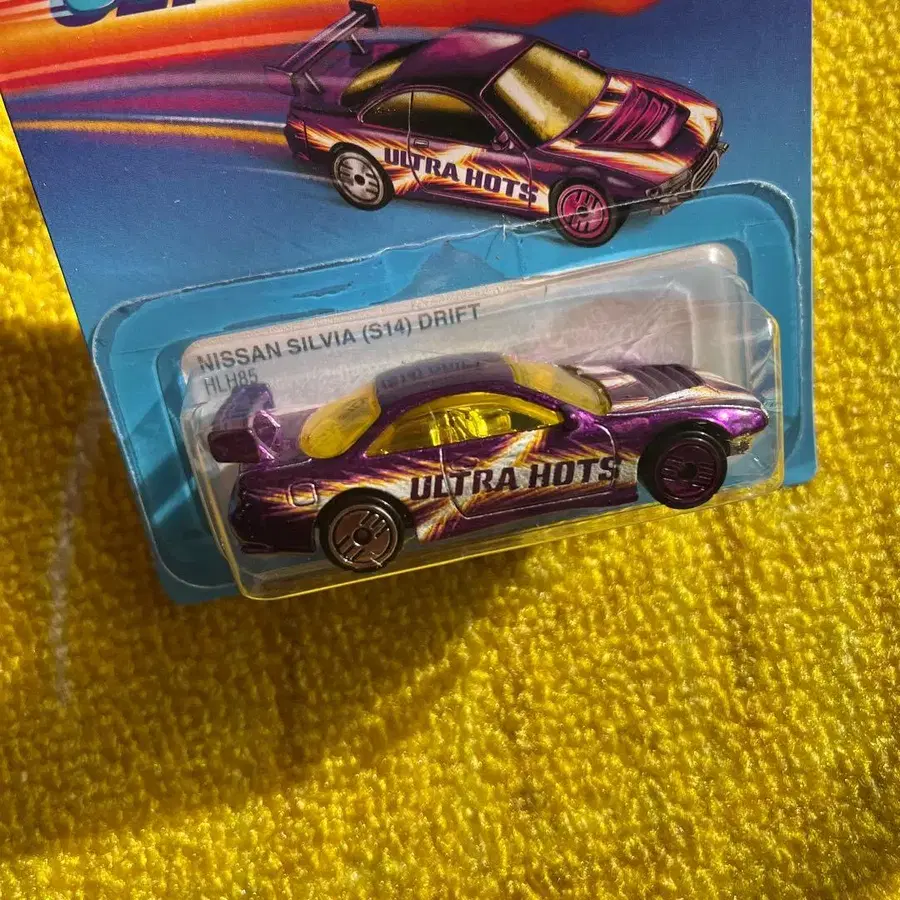 ULTRA HOTS
NISSAN SILVIA (S14) DRIFT
HLH85
ULTRA HOTS